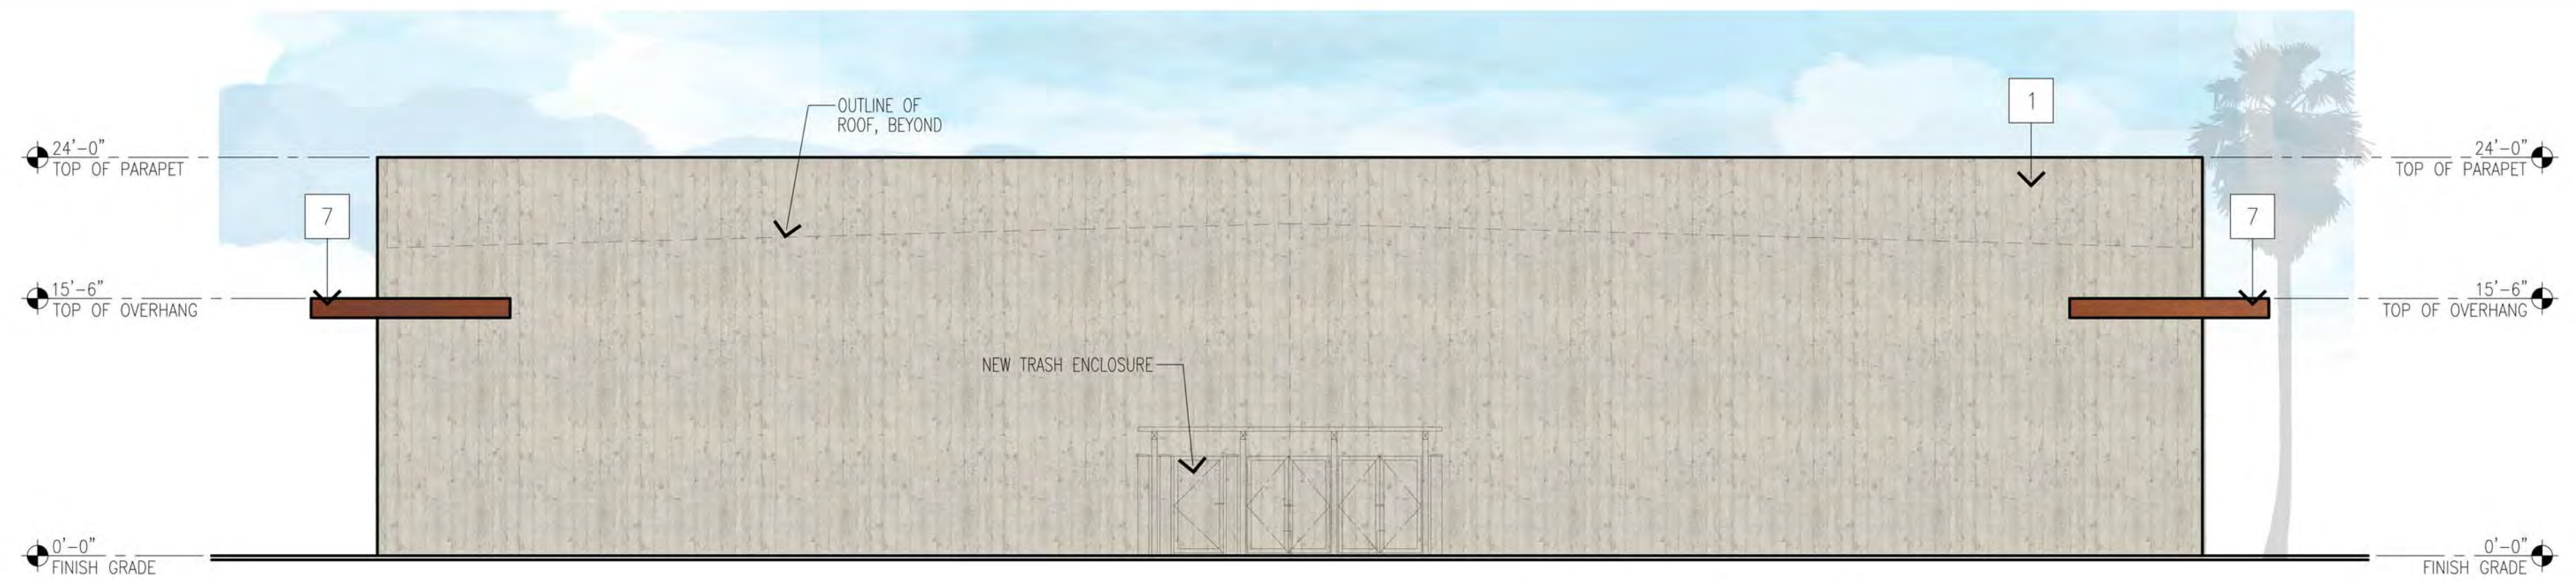 OUTLINE OF
ROOF, BEYOND
1
24'-0"
TOP OF PARAPET
24'-0"
TOP OF PARAPET
7
7
15'-6"
TOP OF OVERHANG
15'-6"
TOP OF OVERHANG
NEW TRASH ENCLOSURE
0'-0"
FINISH GRADE
0'-0"
FINISH GRADE